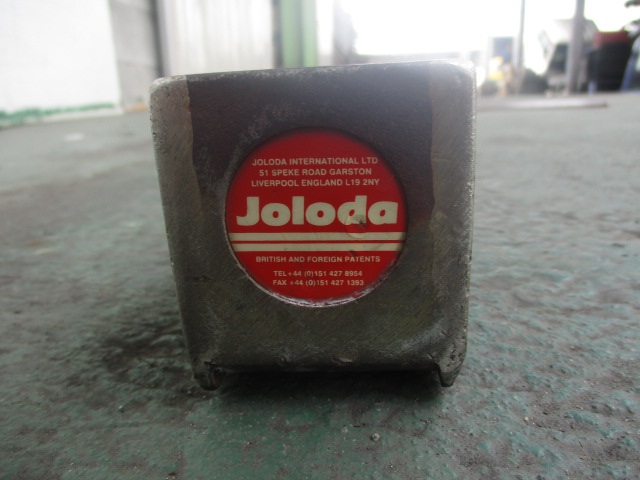 JOLODA INTERNATIONAL LTD
51 SPEKE ROAD GARSTON
LIVERPOOL ENGLAND L19 2NY
Joloda
BRITISH AND FOREIGN PATENTS
TEL +44 (0)151 427 8954
FAX +44 (0)151 427 1393